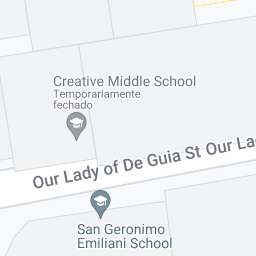 Creative Middle School
Temporariamente
fechado
Our Lady of De Guia St
Our La
San Geronimo
Emiliani School